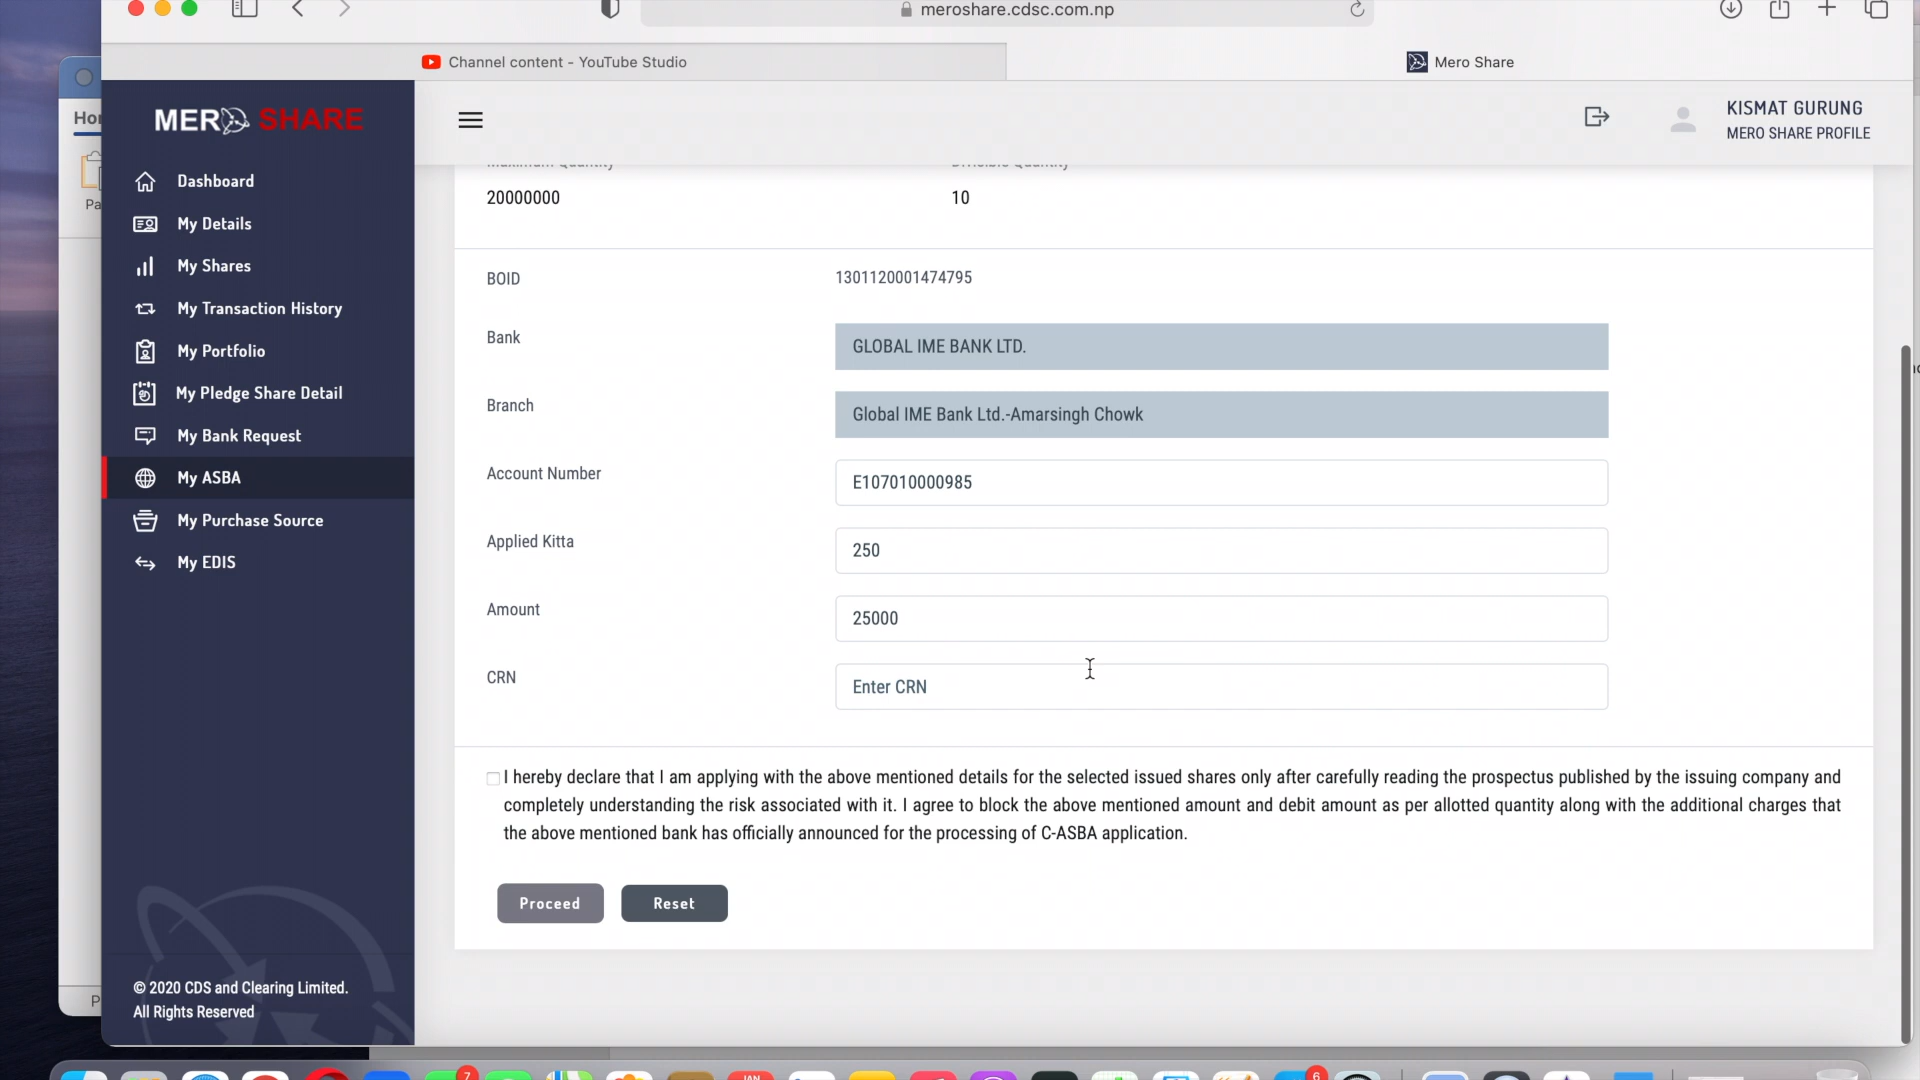 meroshare.cdsc.com.np
Channel content - YouTube Studio
Mero Share
MERO SHARE
KISMAT GURUNG
MERO SHARE PROFILE
Dashboard
My Details
My Shares
My Transaction History
My Portfolio
My Pledge Share Detail
My Bank Request
My ASBA
My Purchase Source
My EDIS
© 2020 CDS and Clearing Limited.
All Rights Reserved
Maximum Quantity
Divisible Quantity
20000000
10
BOID
1301120001474795
Bank
GLOBAL IME BANK LTD.
Branch
Global IME Bank Ltd.-Amarsingh Chowk
Account Number
E107010000985
Applied Kitta
250
Amount
25000
CRN
Enter CRN
I hereby declare that I am applying with the above mentioned details for the selected issued shares only after carefully reading the prospectus published by the issuing company and
completely understanding the risk associated with it. I agree to block the above mentioned amount and debit amount as per allotted quantity along with the additional charges that
the above mentioned bank has officially announced for the processing of C-ASBA application.
Proceed
Reset
7
JAN
6